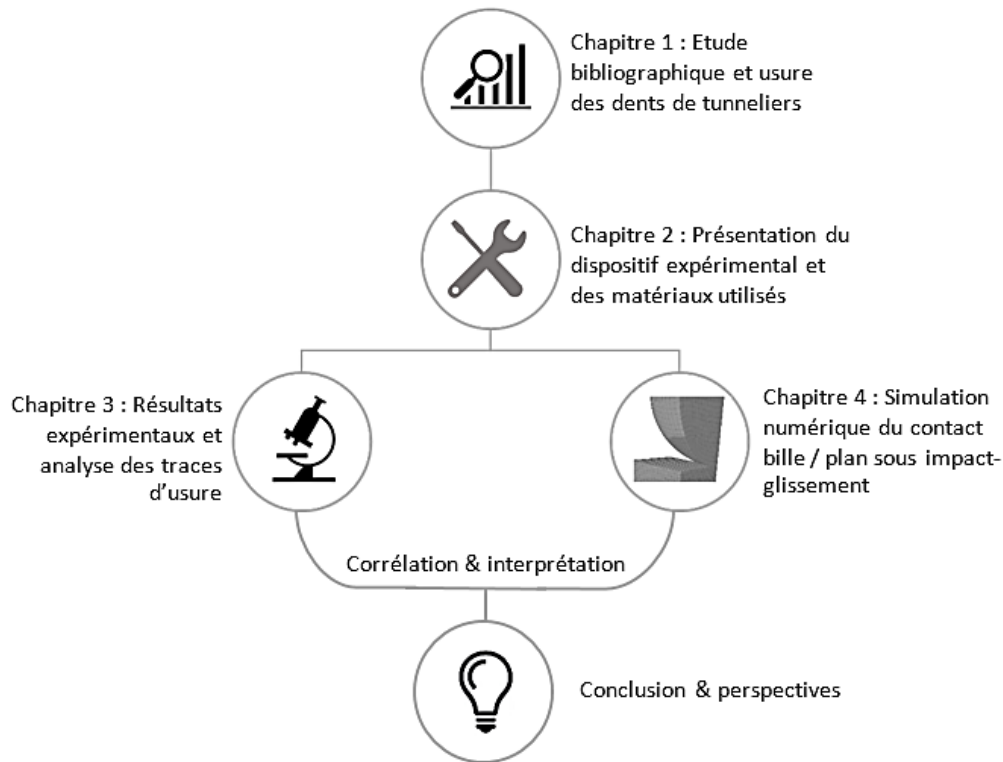 Chapitre 1 : Etude
bibliographique et usure
des dents de tunneliers
Chapitre 2 : Présentation du
dispositif expérimental et
des matériaux utilisés
Chapitre 3 : Résultats
expérimentaux et
analyse des traces
d'usure
Chapitre 4 : Simulation
numérique du contact
bille / plan sous impact-
glissement
Corrélation & interprétation
Conclusion & perspectives